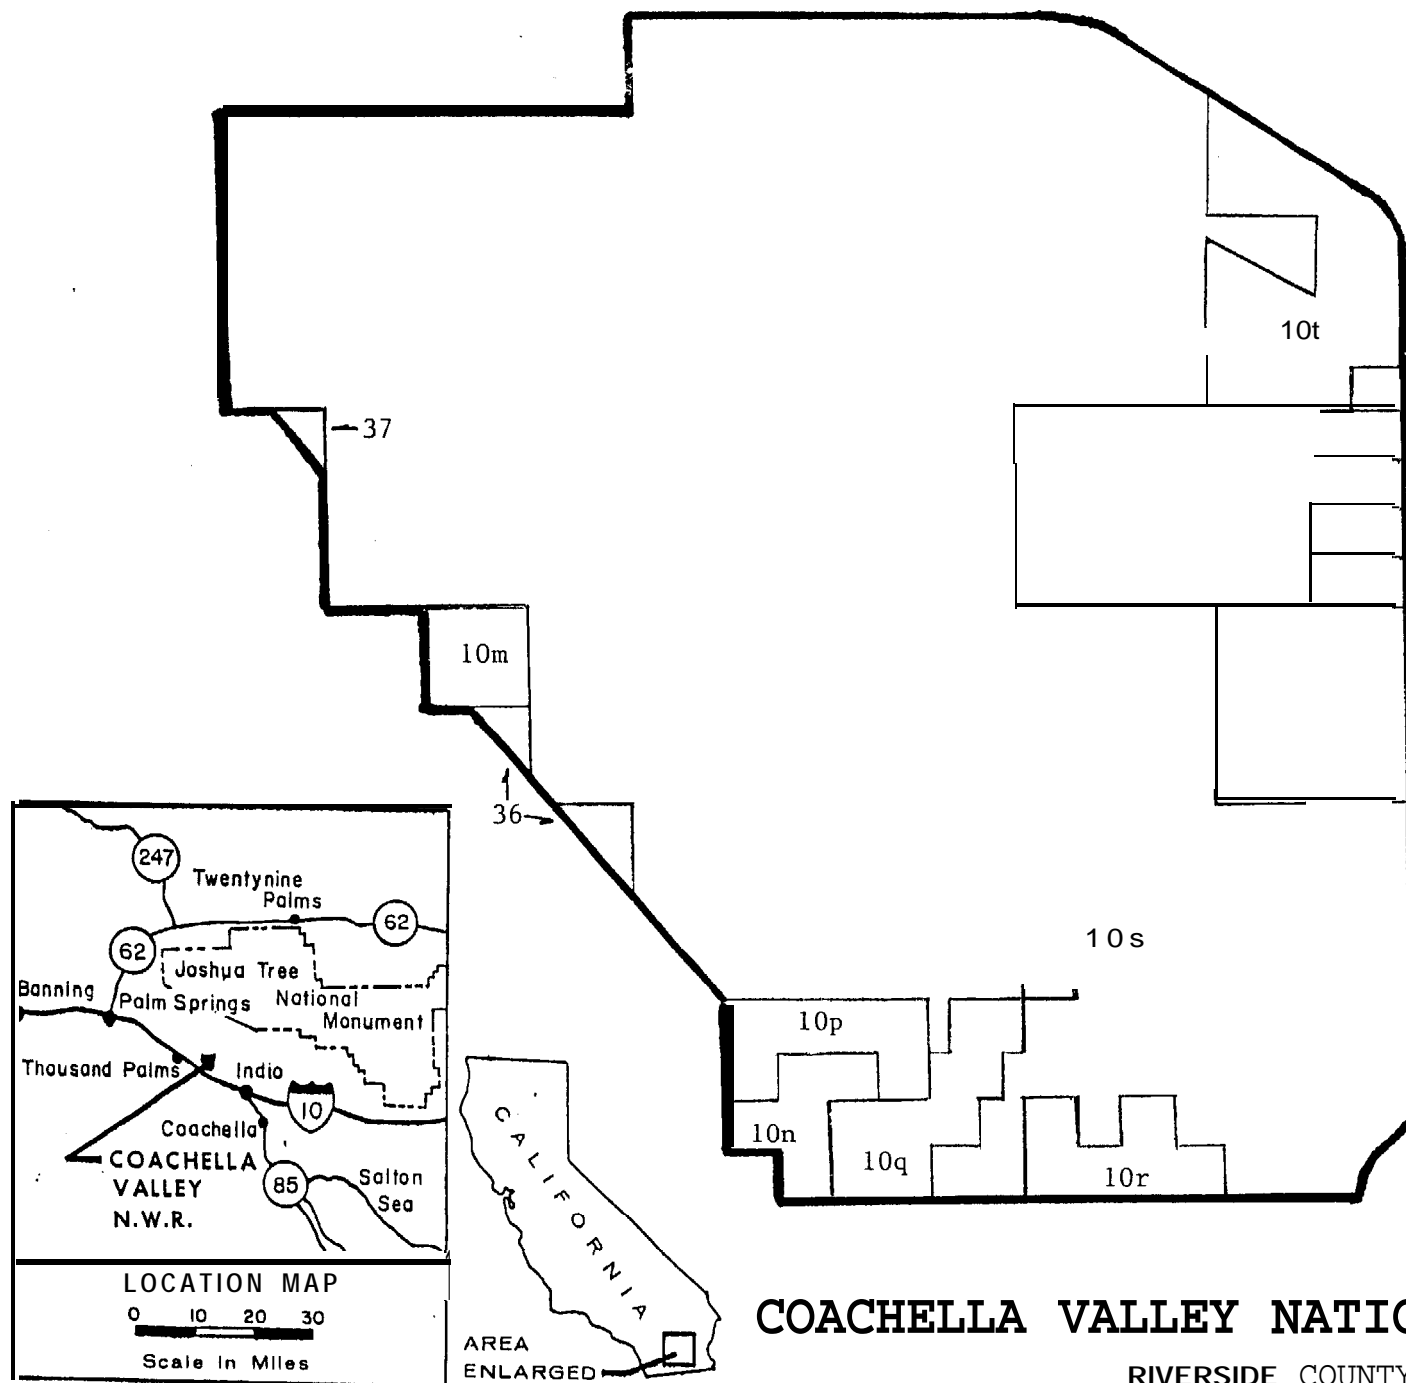 10t
37
10m
36
10s
10p
10n
10q
10r
247
Twentynine
Palms
62
62
Joshua Tree
National
Monument
Banning
Palm Springs
Thousand Palms
Indio
10
Coachella
COACHELLA
VALLEY
N.W.R.
85
Salton
Sea
LOCATION MAP
0 10 20 30
Scale in Miles
CALIFORNIA
AREA
ENLARGED
COACHELLA VALLEY NATIO
RIVERSIDE COUNTY